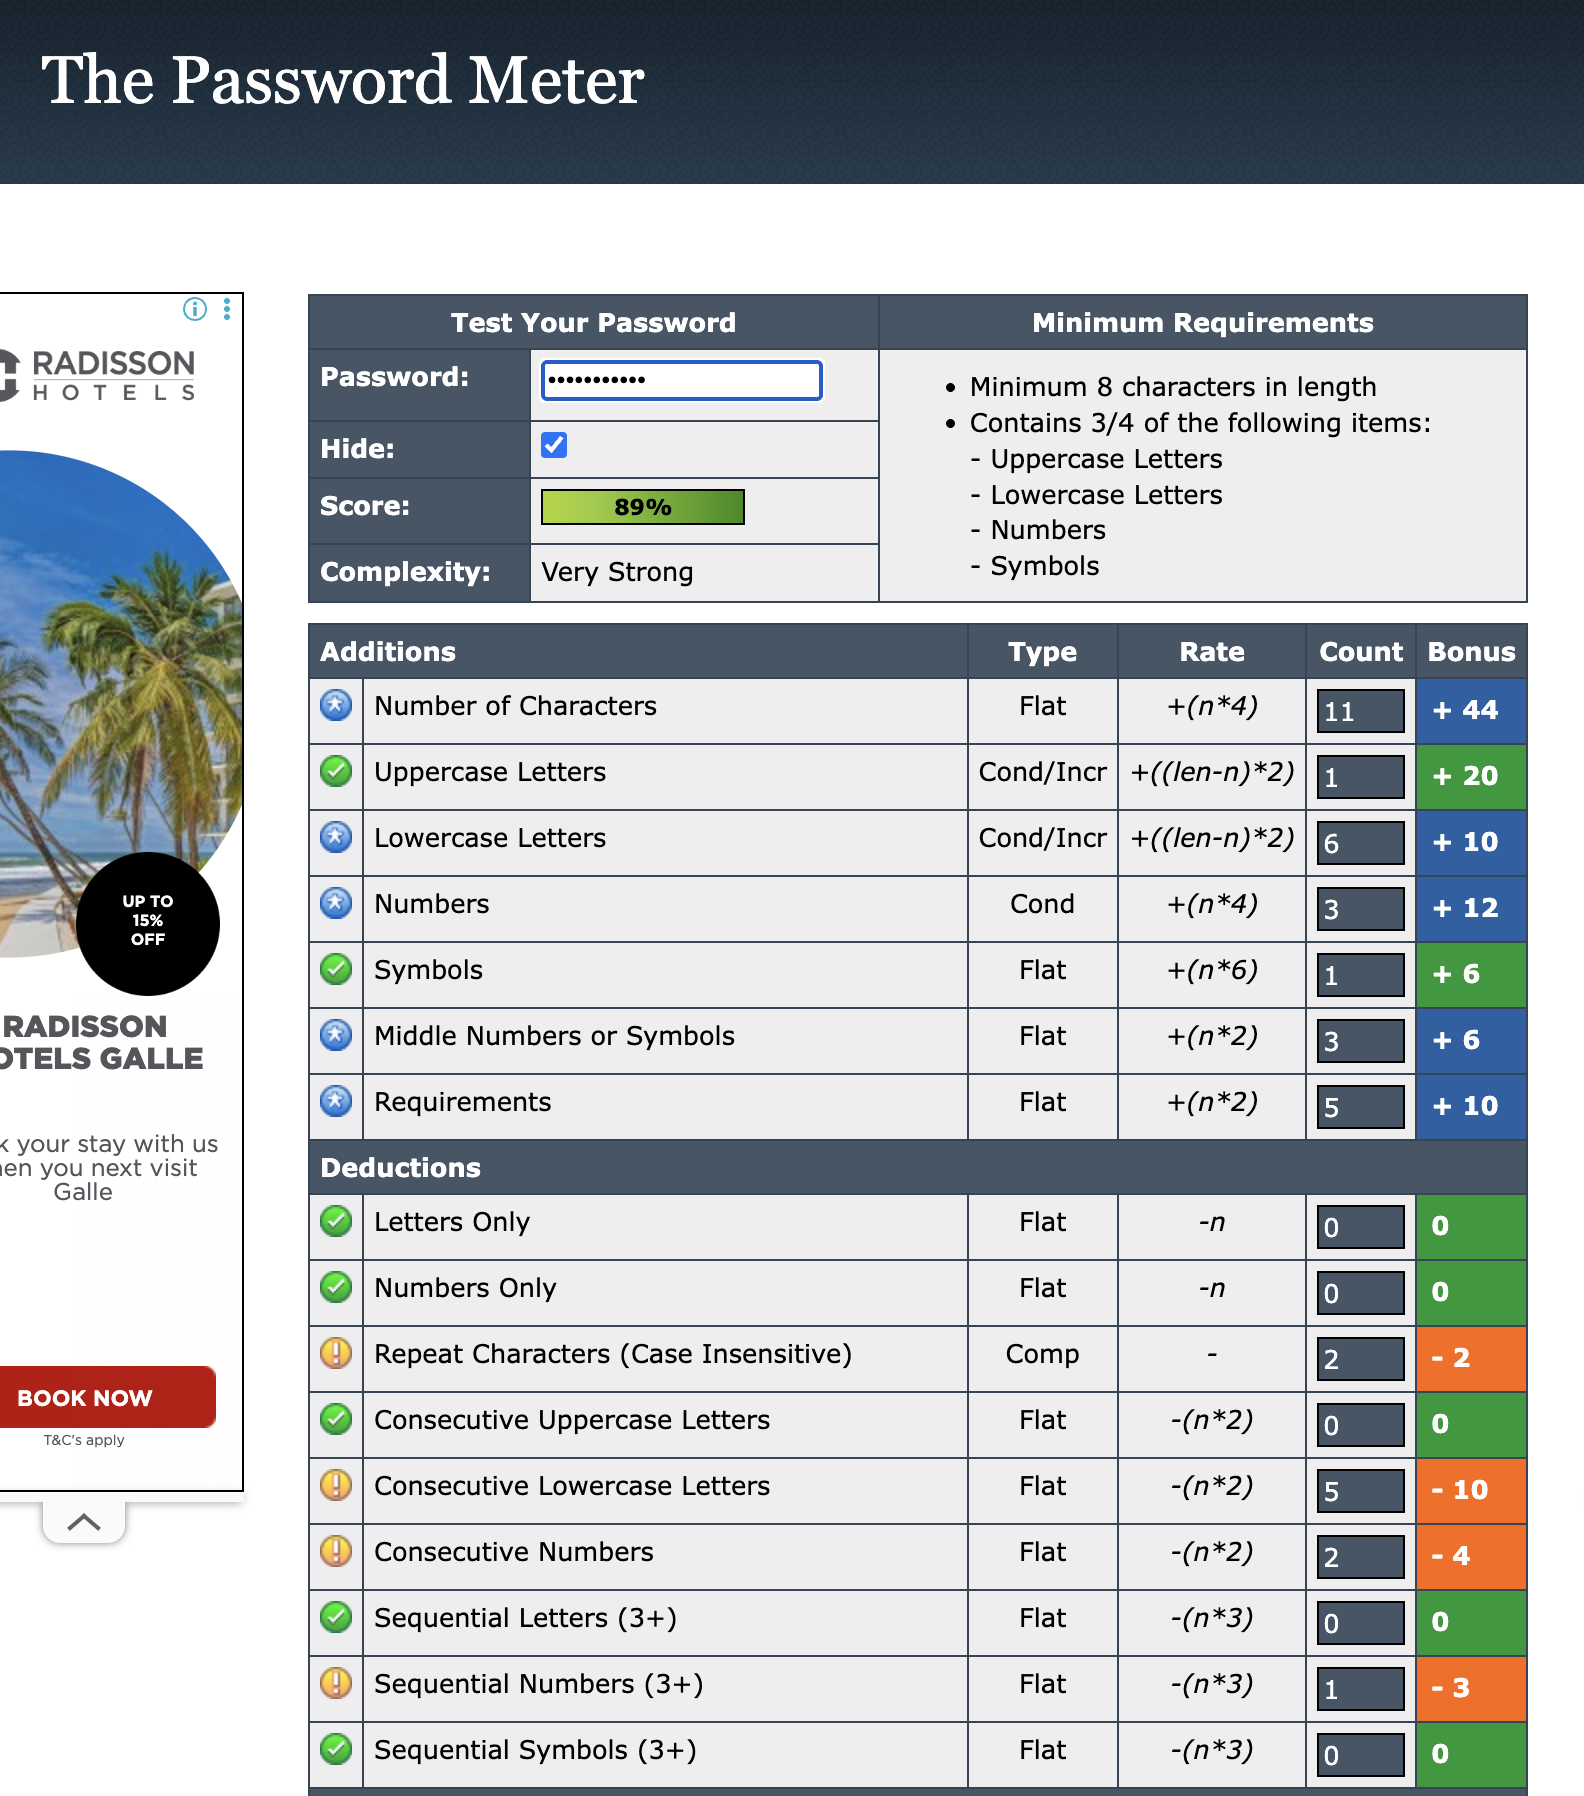 The Password Meter
RADISSON
HOTELS
UP TO
15%
OFF
RADISSON
OTELS GALLE
k your stay with us
en you next visit
Galle
BOOK NOW
T&C's apply
Test Your Password Minimum Requirements
Password: •••••••••••
Hide:
Score: 89%
Complexity: Very Strong
• Minimum 8 characters in length
• Contains 3/4 of the following items:
- Uppercase Letters
- Lowercase Letters
- Numbers
- Symbols
Additions Type Rate Count Bonus
Number of Characters Flat +(n*4) 11 + 44
Uppercase Letters Cond/Incr +((len-n)*2) 1 + 20
Lowercase Letters Cond/Incr +((len-n)*2) 6 + 10
Numbers Cond +(n*4) 3 + 12
Symbols Flat +(n*6) 1 + 6
Middle Numbers or Symbols Flat +(n*2) 3 + 6
Requirements Flat +(n*2) 5 + 10
Deductions
Letters Only Flat -n 0 0
Numbers Only Flat -n 0 0
Repeat Characters (Case Insensitive) Comp - 2 - 2
Consecutive Uppercase Letters Flat -(n*2) 0 0
Consecutive Lowercase Letters Flat -(n*2) 5 - 10
Consecutive Numbers Flat -(n*2) 2 - 4
Sequential Letters (3+) Flat -(n*3) 0 0
Sequential Numbers (3+) Flat -(n*3) 1 - 3
Sequential Symbols (3+) Flat -(n*3) 0 0